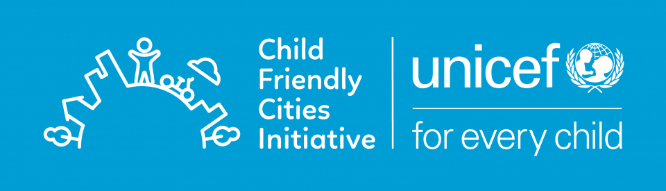 Child
Friendly
Cities
Initiative
unicef
for every child